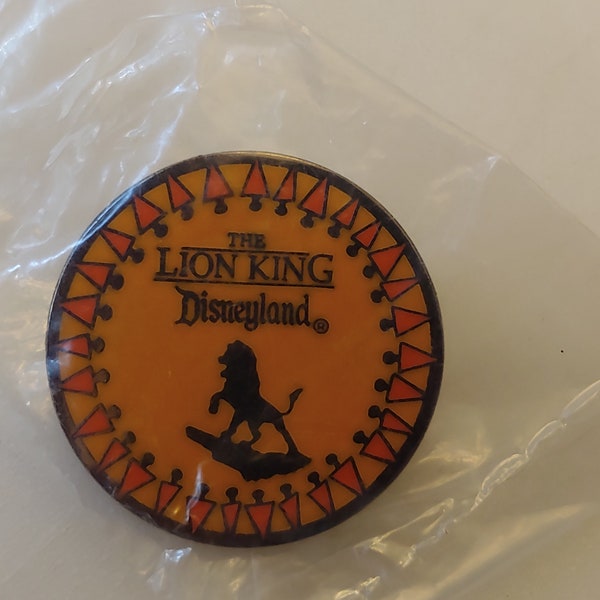 THE
LION KING
Disneyland®